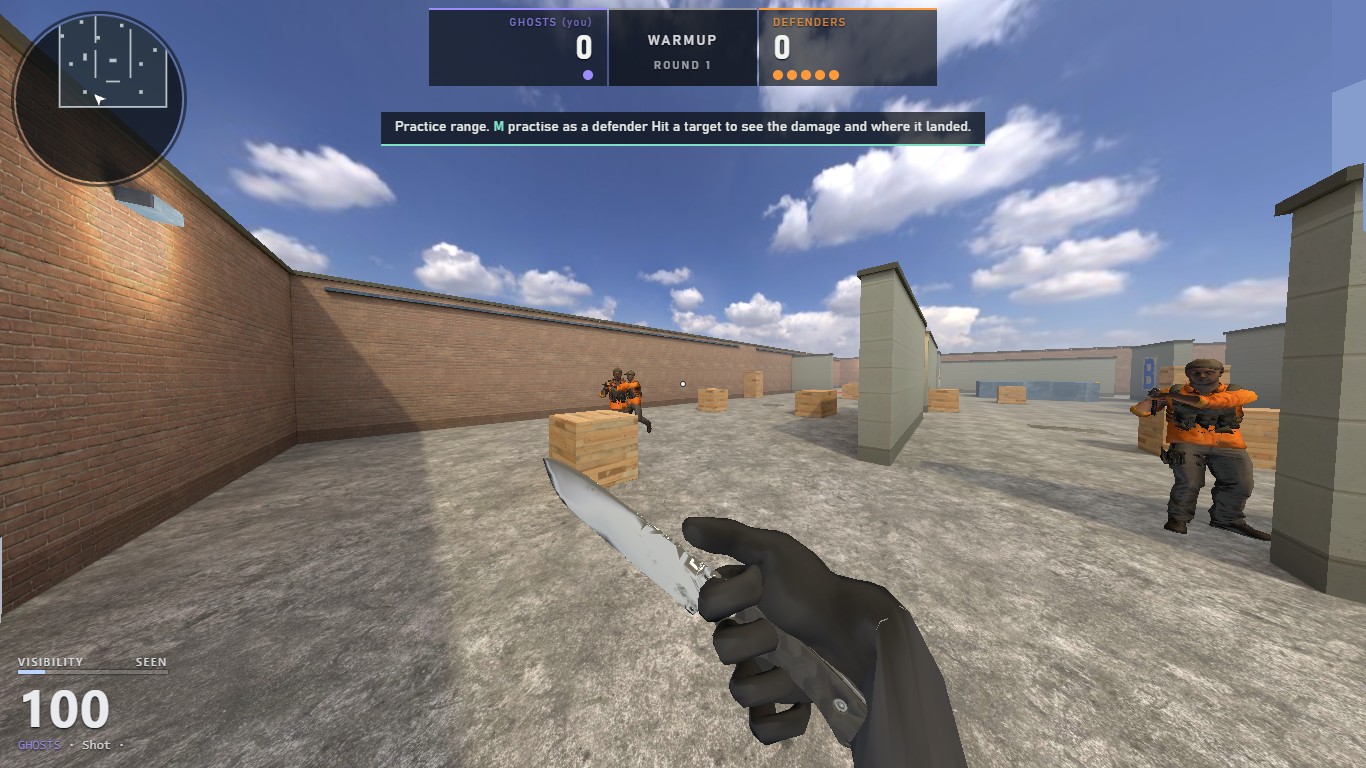 GHOSTS (you)
0
WARMUP
ROUND 1
DEFENDERS
0
Practice range. M practise as a defender Hit a target to see the damage and where it landed.
B
VISIBILITY SEEN
100
GHOSTS · Shot ·